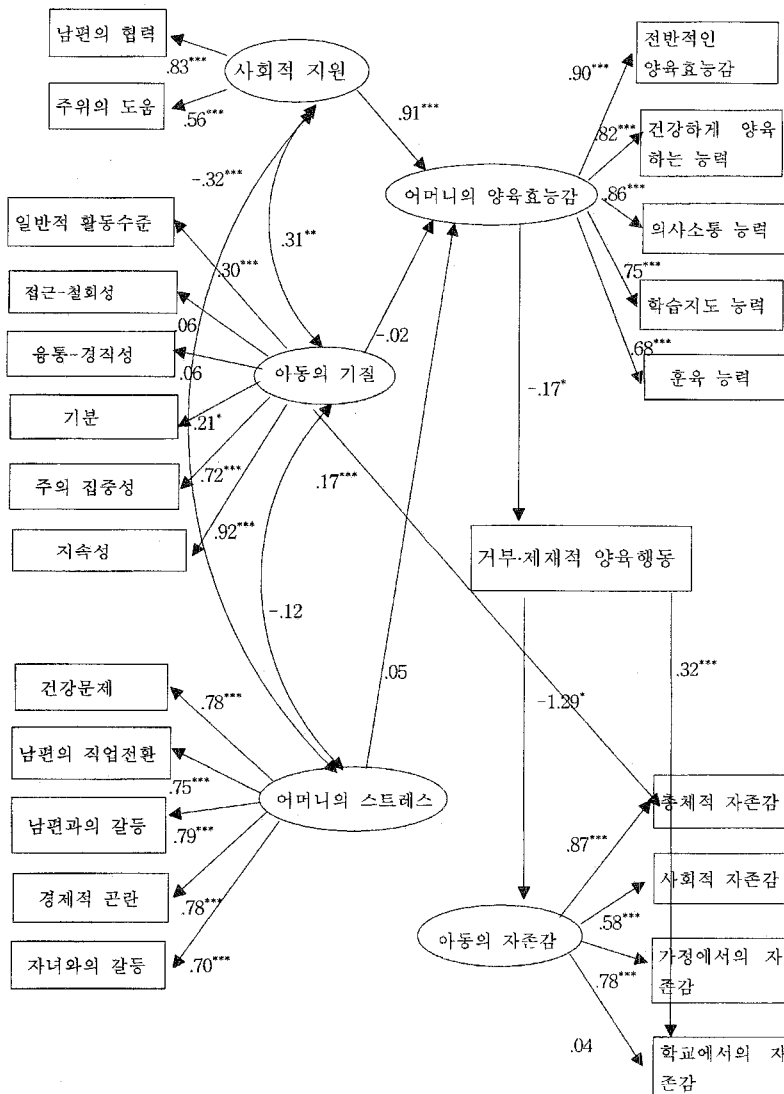 남편의 협력
.83***
사회적 지원
주위의 도움
.56***
.91***
.90***
전반적인
양육효능감
.82***
건강하게 양육
하는 능력
-.32***
어머니의 양육효능감
.86***
의사소통 능력
일반적 활동수준
.31**
.30***
.75***
학습지도 능력
접근-철회성
.06
-.02
.68***
훈육 능력
융통-경직성
.06
아동의 기질
-.17*
기분
.21*
주의 집중성
.72***
.17***
지속성
.92***
거부·제재적 양육행동
-.12
.05
.32***
건강문제
.78***
-1.29*
남편의 직업전환
.75***
어머니의 스트레스
총체적 자존감
남편과의 갈등
.79***
.87***
경제적 곤란
.78***
사회적 자존감
.58***
아동의 자존감
자녀와의 갈등
.70***
.78***
가정에서의 자
존감
.04
학교에서의 자
존감